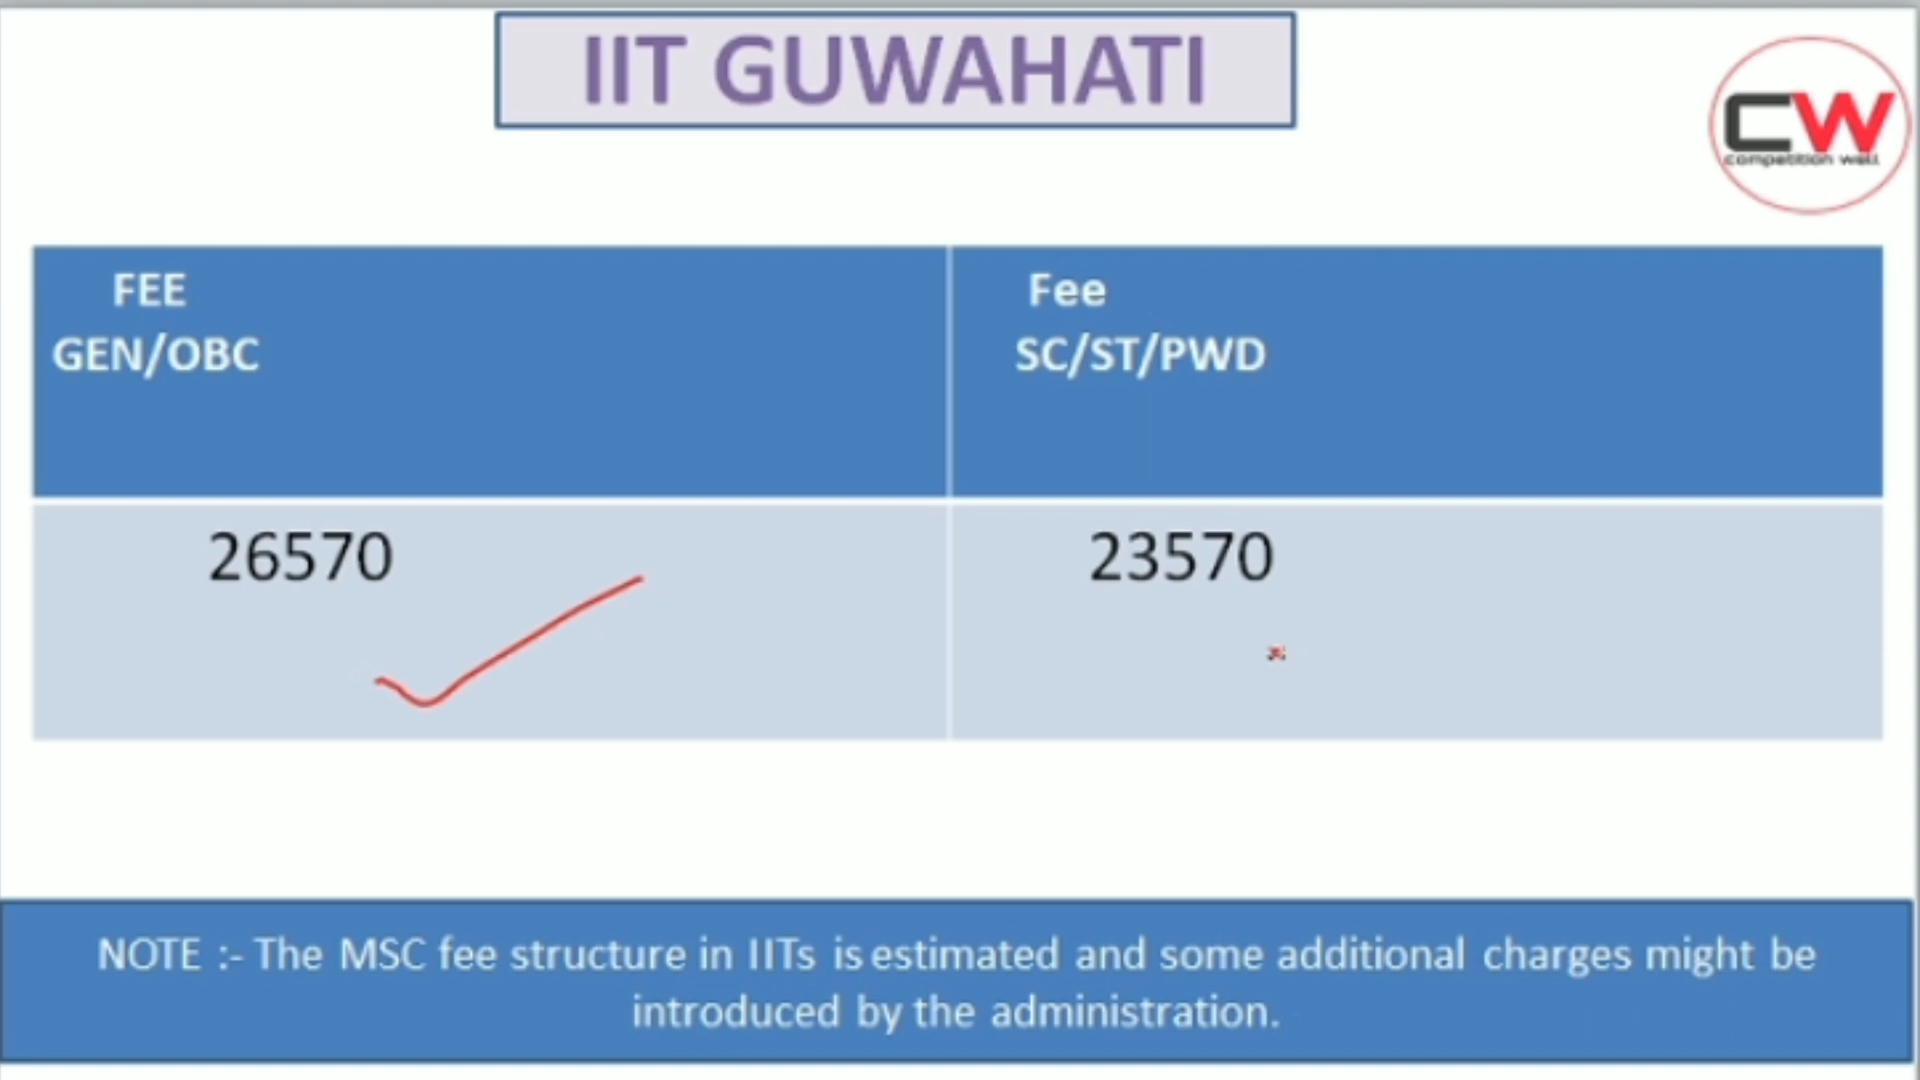 IIT GUWAHATI
CW
competition well
FEE
GEN/OBC
Fee
SC/ST/PWD
26570
23570
NOTE :- The MSC fee structure in IITs is estimated and some additional charges might be
introduced by the administration.